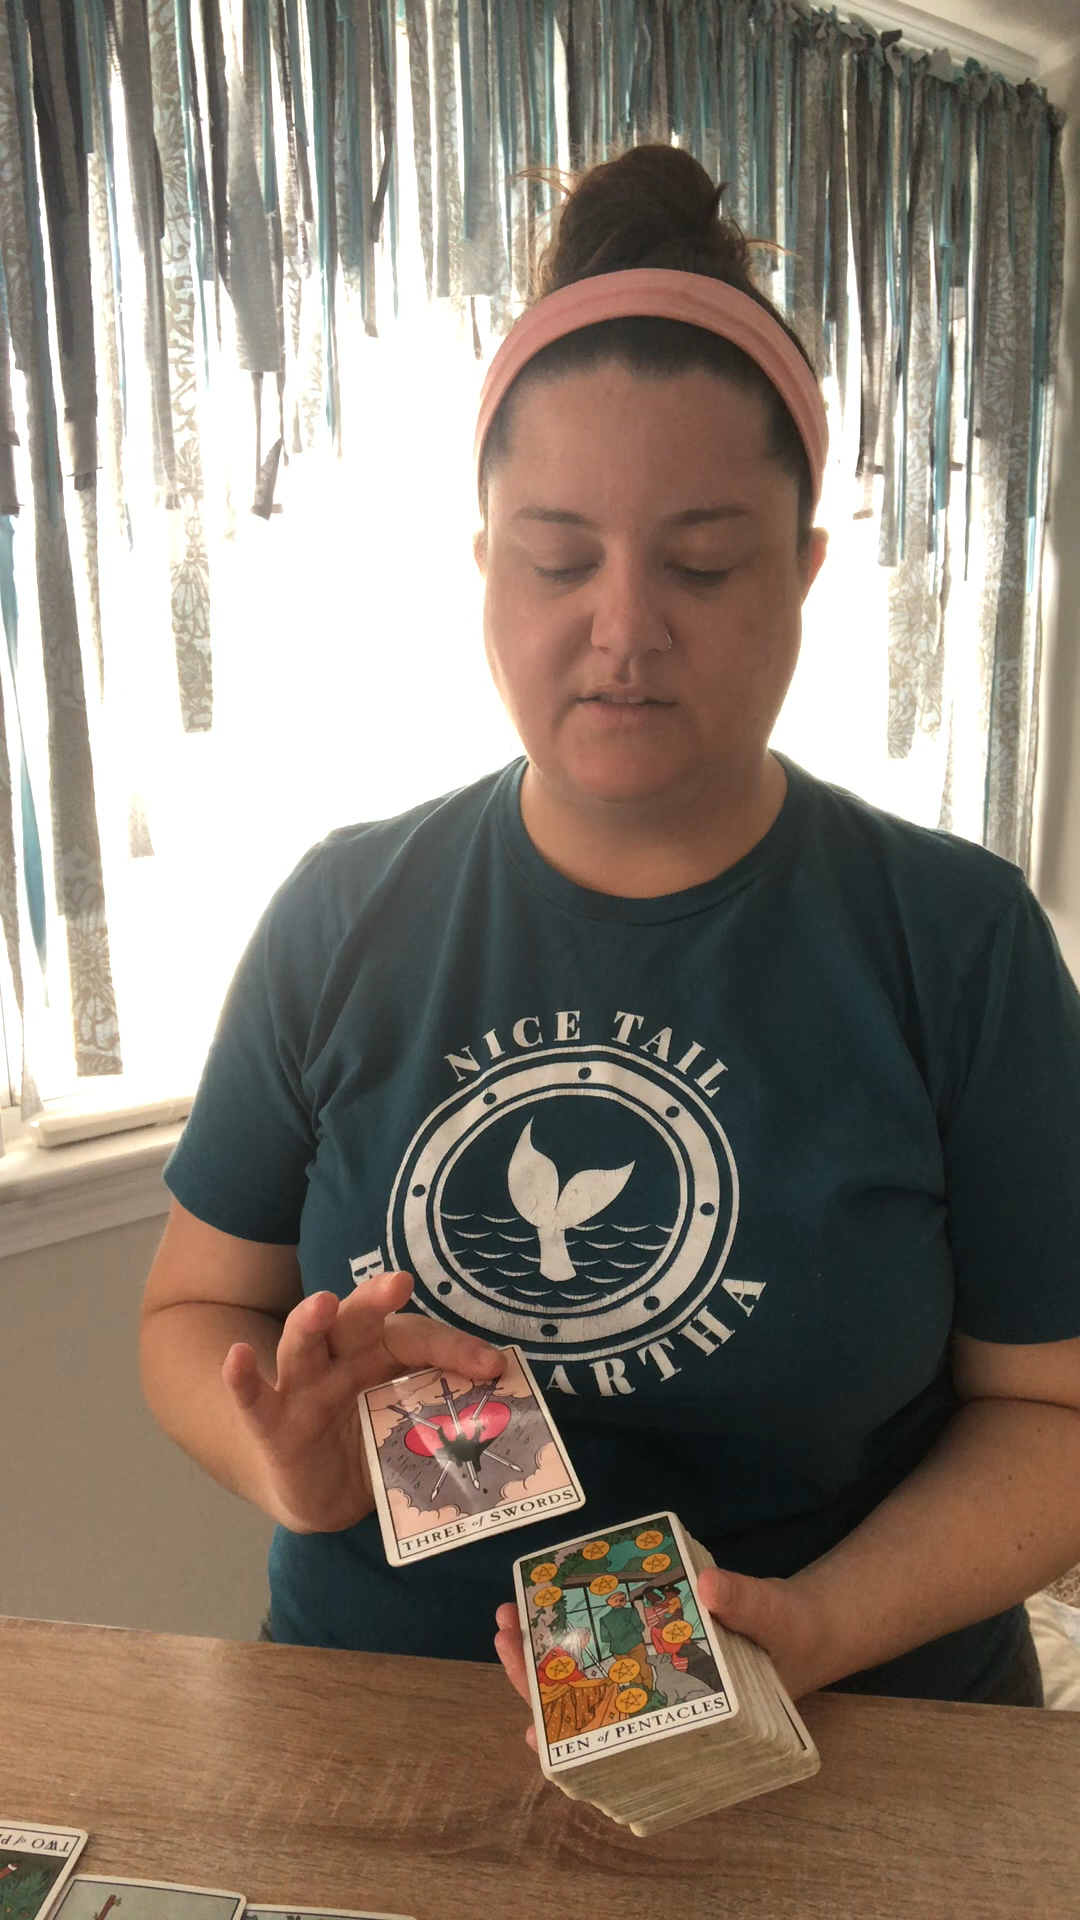 NICE TAIL
ARTHA
THREE of SWORDS
TEN of PENTACLES
TWO of P